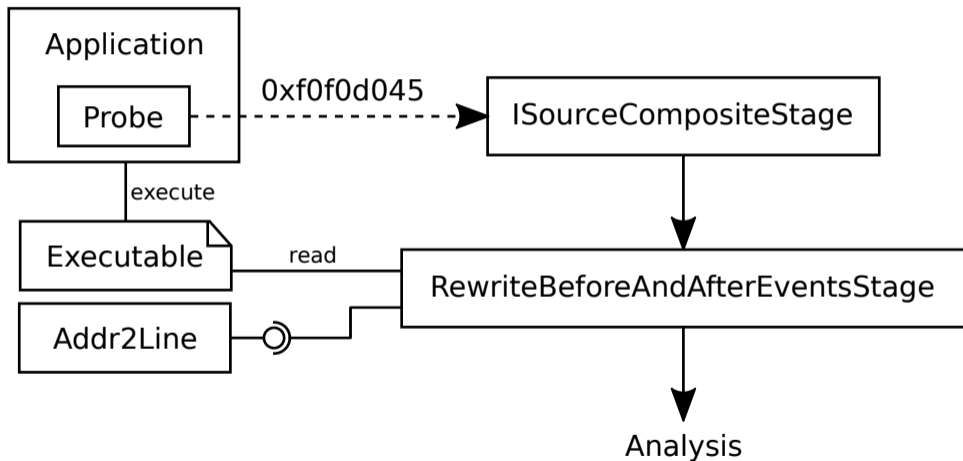 Application
Probe
0xf0f0d045
ISourceCompositeStage
execute
Executable
read
RewriteBeforeAndAfterEventsStage
Addr2Line
Analysis